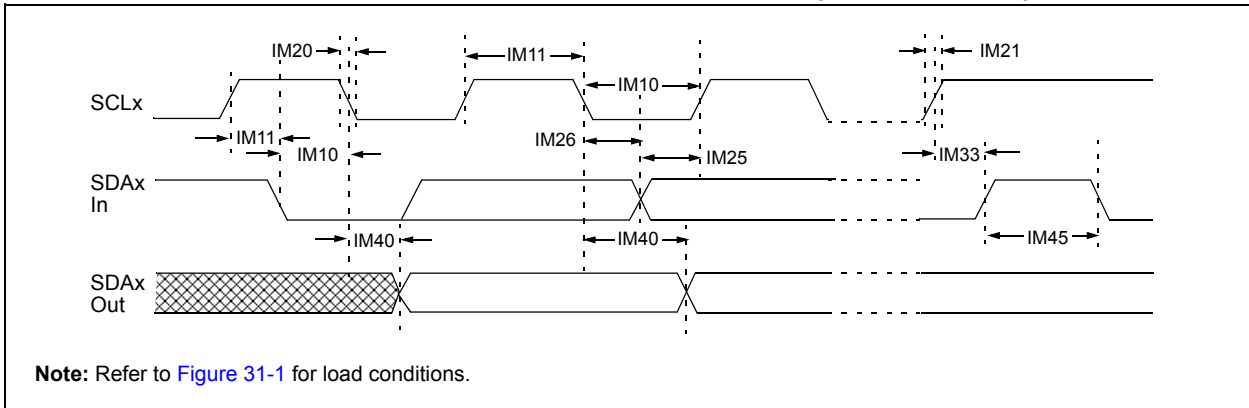 IM20
IM11
IM21
SCLx
IM10
IM11
IM10
IM26
IM25
IM33
SDAx
In
IM40
IM40
IM45
SDAx
Out
Note: Refer to Figure 31-1 for load conditions.